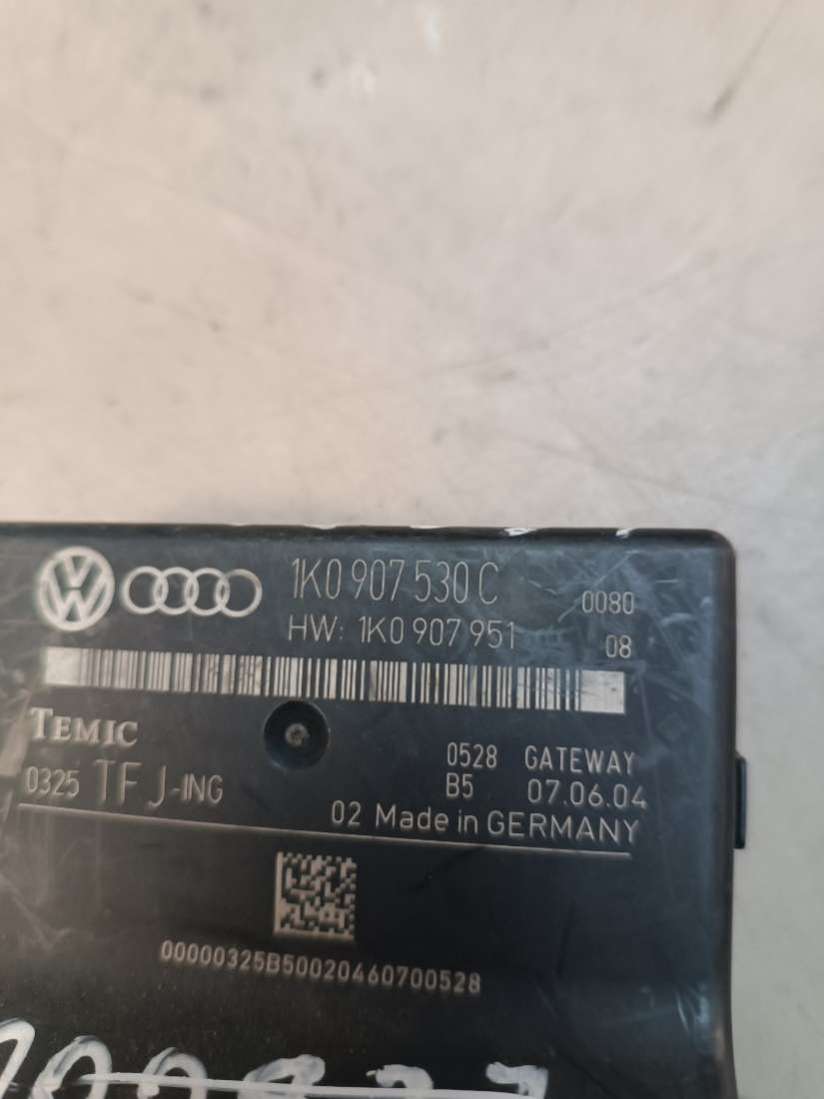 1K0 907 530 C 0080
HW: 1K0 907 951 08
TEMIC
0528 GATEWAY
0325 TFJ-ING B5 07.06.04
02 Made in GERMANY
00000325B50020460700528